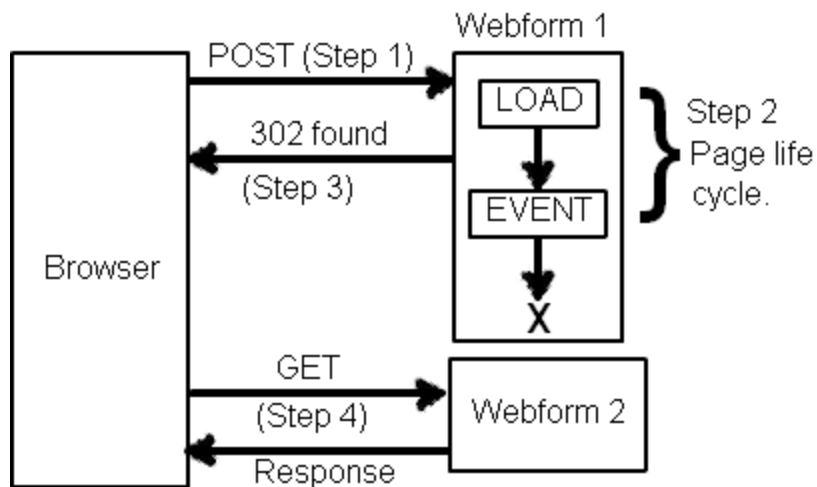 Webform 1
POST (Step 1)
LOAD
Step 2
Page life
cycle.
302 found
(Step 3)
EVENT
Browser
X
GET
(Step 4)
Webform 2
Response